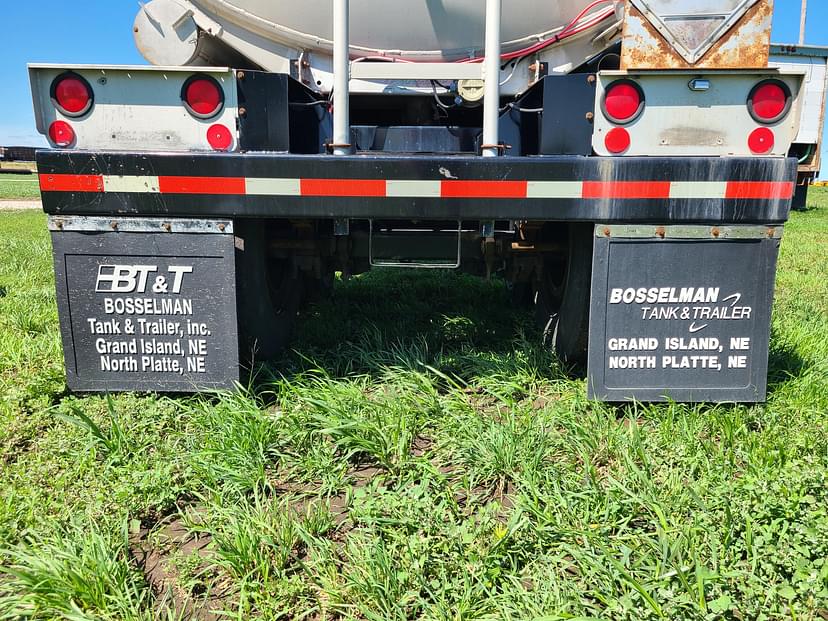 BT&T
BOSSELMAN
Tank & Trailer, inc.
Grand Island, NE
North Platte, NE
BOSSELMAN
TANK & TRAILER
GRAND ISLAND, NE
NORTH PLATTE, NE